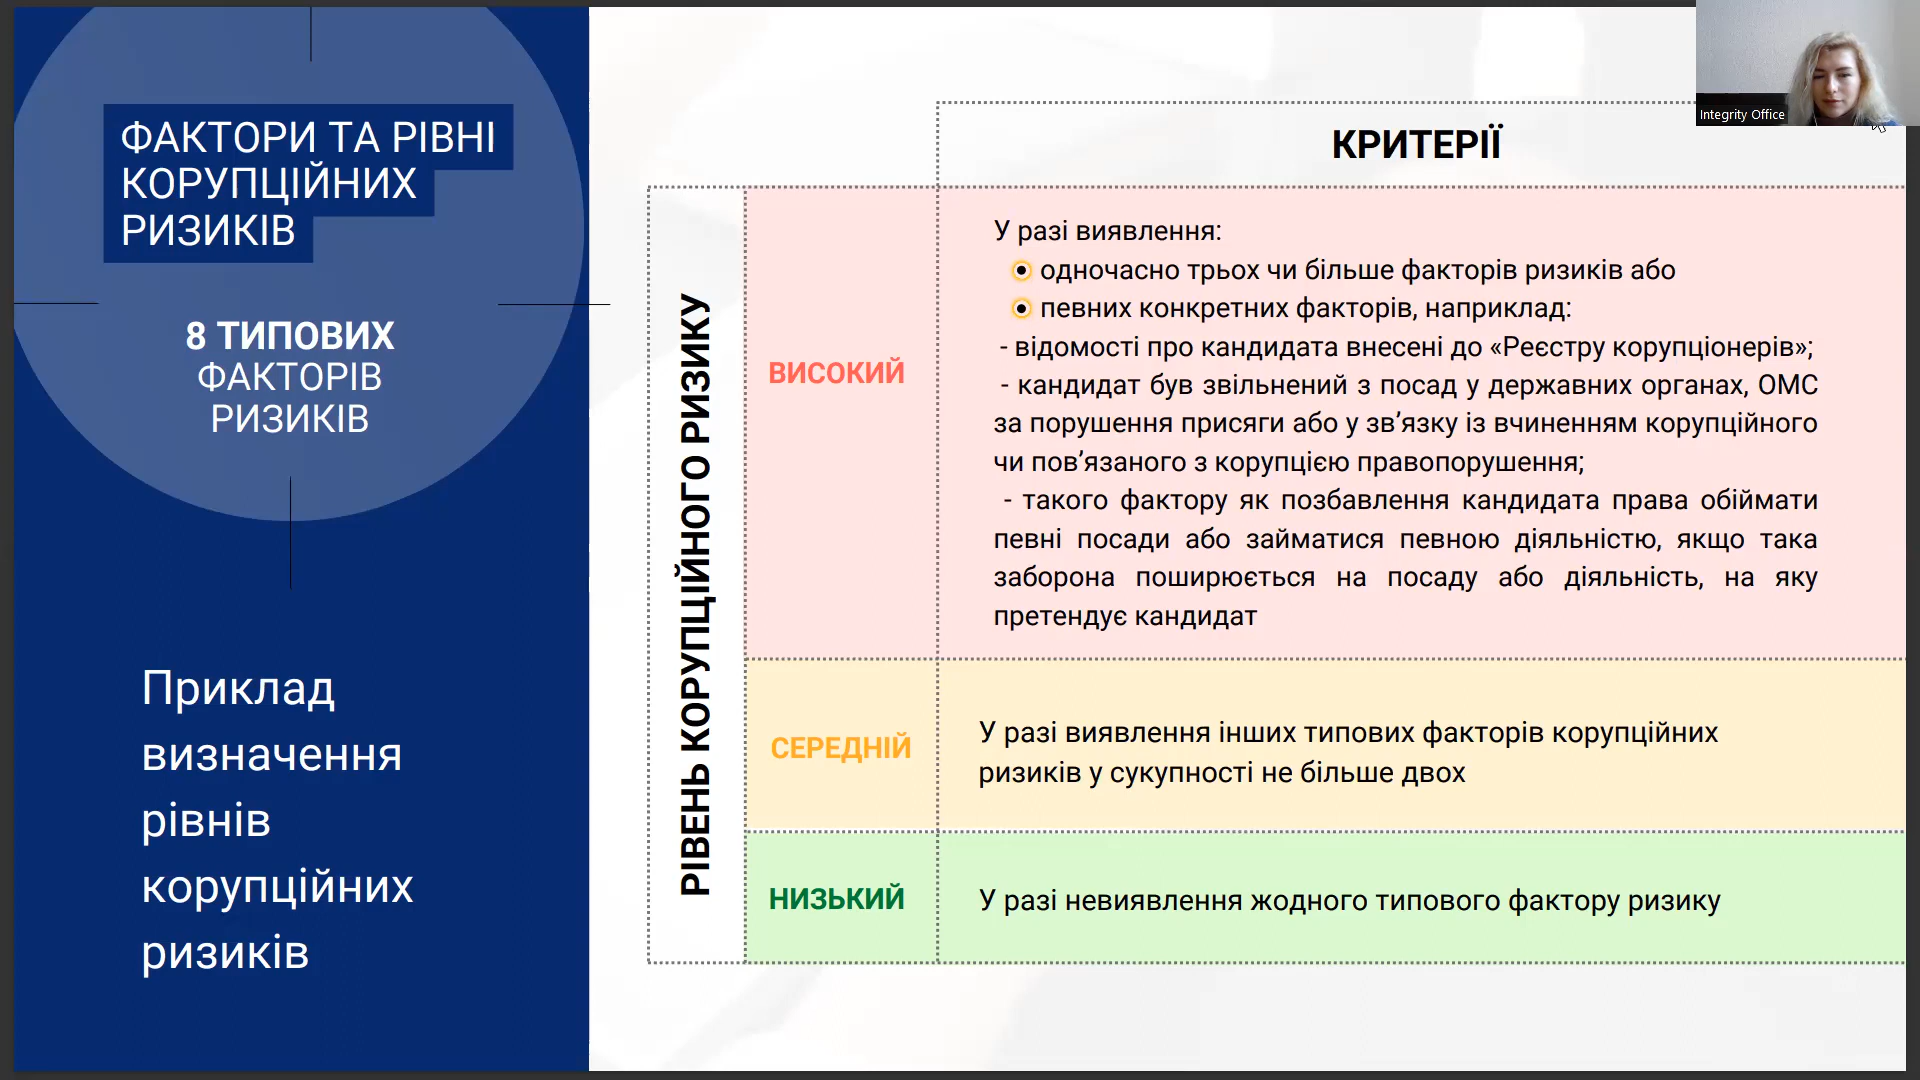 ФАКТОРИ ТА РІВНІ
КОРУПЦІЙНИХ
РИЗИКІВ
8 ТИПОВИХ
ФАКТОРІВ
РИЗИКІВ
Приклад
визначення
рівнів
корупційних
ризиків
Integrity Office
КРИТЕРІЇ
РІВЕНЬ КОРУПЦІЙНОГО РИЗИКУ
ВИСОКИЙ
У разі виявлення:
одночасно трьох чи більше факторів ризиків або
певних конкретних факторів, наприклад:
- відомості про кандидата внесені до «Реєстру корупціонерів»;
- кандидат був звільнений з посад у державних органах, ОМС
за порушення присяги або у зв’язку із вчиненням корупційного
чи пов’язаного з корупцією правопорушення;
- такого фактору як позбавлення кандидата права обіймати
певні посади або займатися певною діяльністю, якщо така
заборона поширюється на посаду або діяльність, на яку
претендує кандидат
СЕРЕДНІЙ
У разі виявлення інших типових факторів корупційних
ризиків у сукупності не більше двох
НИЗЬКИЙ
У разі невиявлення жодного типового фактору ризику